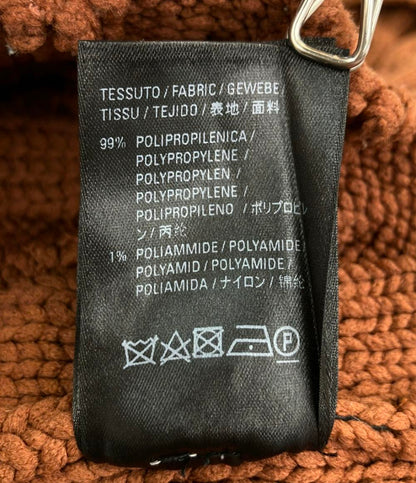 TESSUTO / FABRIC / GEWEBE /
TISSU / TEJIDO / 表地 / 面料
99% POLIPROPILENICA /
POLYPROPYLENE /
POLYPROPYLEN /
POLYPROPYLENE /
POLIPROPILENO / ポリプロピレ
ン / 丙纶
1% POLIAMMIDE / POLYAMIDE /
POLYAMID / POLYAMIDE /
POLIAMIDA / ナイロン / 锦纶
P